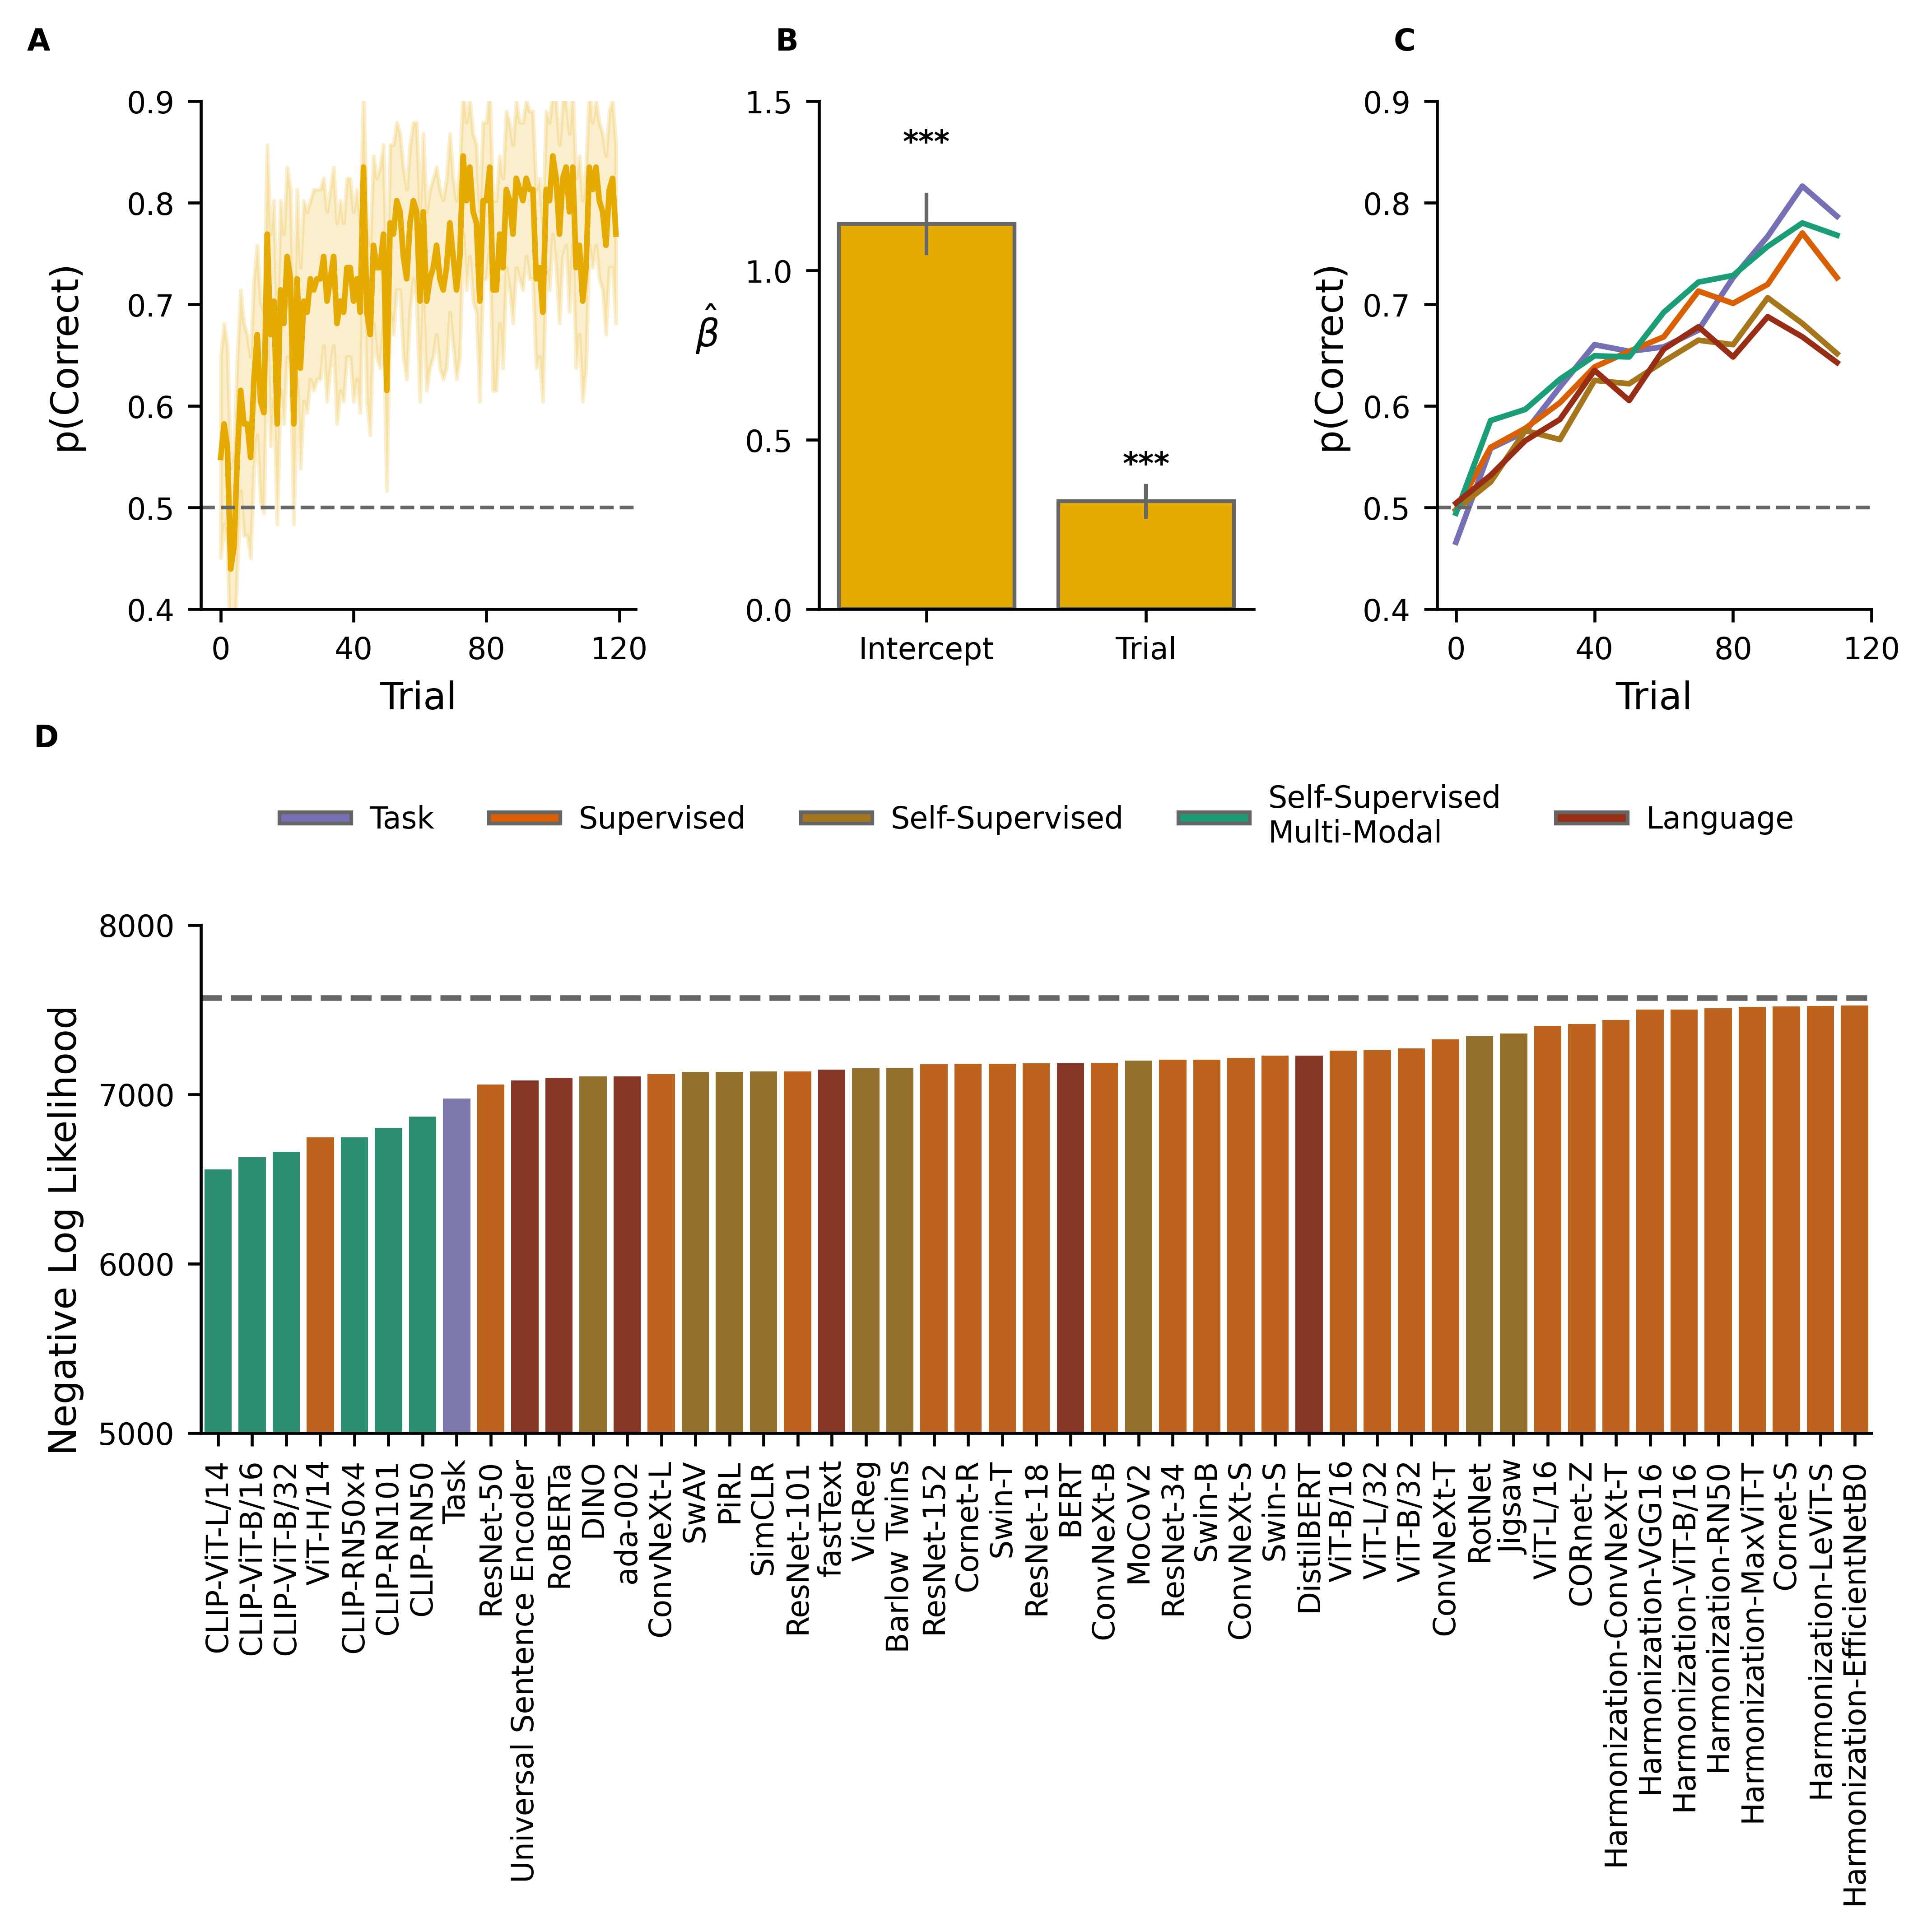 A
0.9
0.8
0.7
0.6
0.5
0.4
p(Correct)
0
40
80
120
Trial
B
1.5
1.0
0.5
0.0
β̂
***
***
Intercept
Trial
C
0.9
0.8
0.7
0.6
0.5
0.4
p(Correct)
0
40
80
120
Trial
D
Task
Supervised
Self-Supervised
Self-Supervised
Multi-Modal
Language
8000
7000
6000
5000
Negative Log Likelihood
CLIP-ViT-L/14
CLIP-ViT-B/16
CLIP-ViT-B/32
ViT-H/14
CLIP-RN50x4
CLIP-RN101
CLIP-RN50
Task
ResNet-50
Universal Sentence Encoder
RoBERTa
DINO
ada-002
ConvNeXt-L
SwAV
PiRL
SimCLR
ResNet-101
fastText
VicReg
Barlow Twins
ResNet-152
Cornet-R
Swin-T
ResNet-18
BERT
ConvNeXt-B
MoCoV2
ResNet-34
Swin-B
ConvNeXt-S
Swin-S
DistilBERT
ViT-B/16
ViT-L/32
ViT-B/32
ConvNeXt-T
RotNet
Jigsaw
ViT-L/16
CORnet-Z
Harmonization-ConvNeXt-T
Harmonization-VGG16
Harmonization-ViT-B/16
Harmonization-RN50
Harmonization-MaxViT-T
Cornet-S
Harmonization-LeViT-S
Harmonization-EfficientNetB0